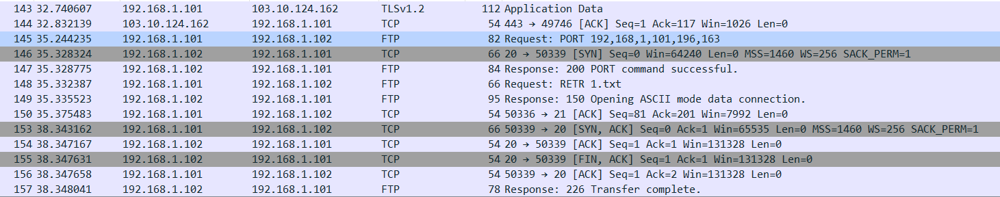 143 32.740607 192.168.1.101 103.10.124.162 TLSv1.2 112 Application Data
144 32.832139 103.10.124.162 192.168.1.101 TCP 54 443 → 49746 [ACK] Seq=1 Ack=117 Win=1026 Len=0
145 35.244235 192.168.1.101 192.168.1.102 FTP 82 Request: PORT 192,168,1,101,196,163
146 35.328324 192.168.1.102 192.168.1.101 TCP 66 20 → 50339 [SYN] Seq=0 Win=64240 Len=0 MSS=1460 WS=256 SACK_PERM=1
147 35.328775 192.168.1.102 192.168.1.101 FTP 84 Response: 200 PORT command successful.
148 35.332387 192.168.1.101 192.168.1.102 FTP 66 Request: RETR 1.txt
149 35.335523 192.168.1.102 192.168.1.101 FTP 95 Response: 150 Opening ASCII mode data connection.
150 35.375483 192.168.1.101 192.168.1.102 TCP 54 50336 → 21 [ACK] Seq=81 Ack=201 Win=7992 Len=0
153 38.343162 192.168.1.101 192.168.1.102 TCP 66 50339 → 20 [SYN, ACK] Seq=0 Ack=1 Win=65535 Len=0 MSS=1460 WS=256 SACK_PERM=1
154 38.347167 192.168.1.102 192.168.1.101 TCP 54 20 → 50339 [ACK] Seq=1 Ack=1 Win=131328 Len=0
155 38.347631 192.168.1.102 192.168.1.101 TCP 54 20 → 50339 [FIN, ACK] Seq=1 Ack=1 Win=131328 Len=0
156 38.347658 192.168.1.101 192.168.1.102 TCP 54 50339 → 20 [ACK] Seq=1 Ack=2 Win=131328 Len=0
157 38.348041 192.168.1.102 192.168.1.101 FTP 78 Response: 226 Transfer complete.